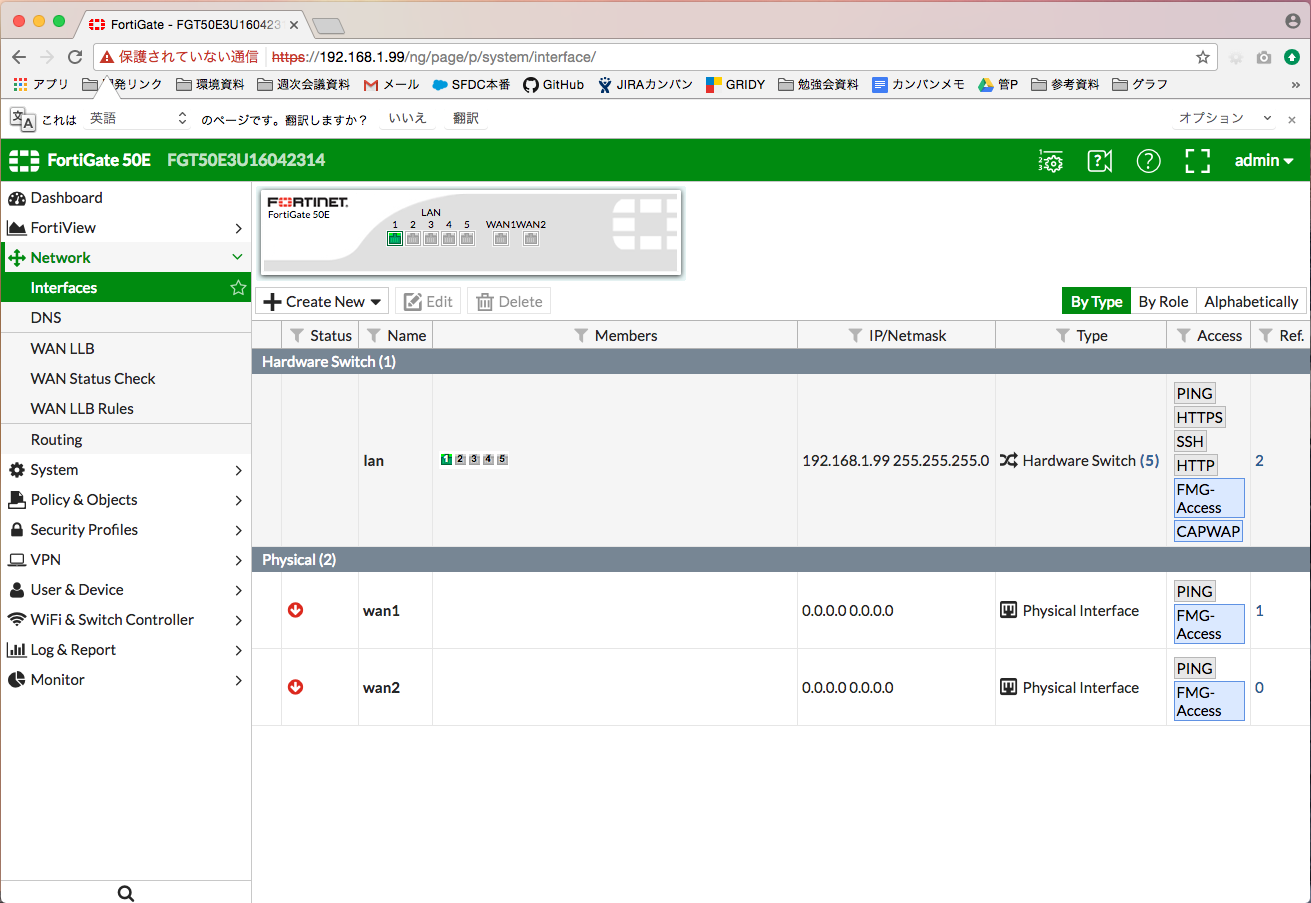 FortiGate - FGT50E3U160423
保護されていない通信 https://192.168.1.99/ng/page/p/system/interface/
アプリ 発リンク 環境資料 週次会議資料 メール SFDC本番 GitHub JIRAカンバン GRIDY 勉強会資料 カンバンメモ 管P 参考資料 グラフ »
これは 英語 のページです。翻訳しますか？ いいえ 翻訳 オプション
FortiGate 50E FGT50E3U16042314 admin
Dashboard
FortiView
Network
Interfaces
DNS
WAN LLB
WAN Status Check
WAN LLB Rules
Routing
System
Policy & Objects
Security Profiles
VPN
User & Device
WiFi & Switch Controller
Log & Report
Monitor
FORTINET
FortiGate 50E
LAN
1 2 3 4 5 WAN1 WAN2
Create New Edit Delete By Type By Role Alphabetically
Status Name Members IP/Netmask Type Access Ref.
Hardware Switch (1)
lan 1 2 3 4 5 192.168.1.99 255.255.255.0 Hardware Switch (5) 2
PING
HTTPS
SSH
HTTP
FMG-
Access
CAPWAP
Physical (2)
wan1 0.0.0.0 0.0.0.0 Physical Interface 1
PING
FMG-
Access
wan2 0.0.0.0 0.0.0.0 Physical Interface 0
PING
FMG-
Access